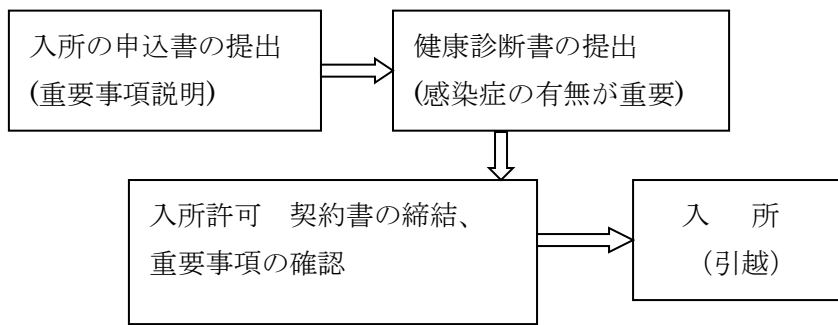 入所の申込書の提出
(重要事項説明)
健康診断書の提出
(感染症の有無が重要)
入所許可　契約書の締結、
重要事項の確認
入　所
（引越）